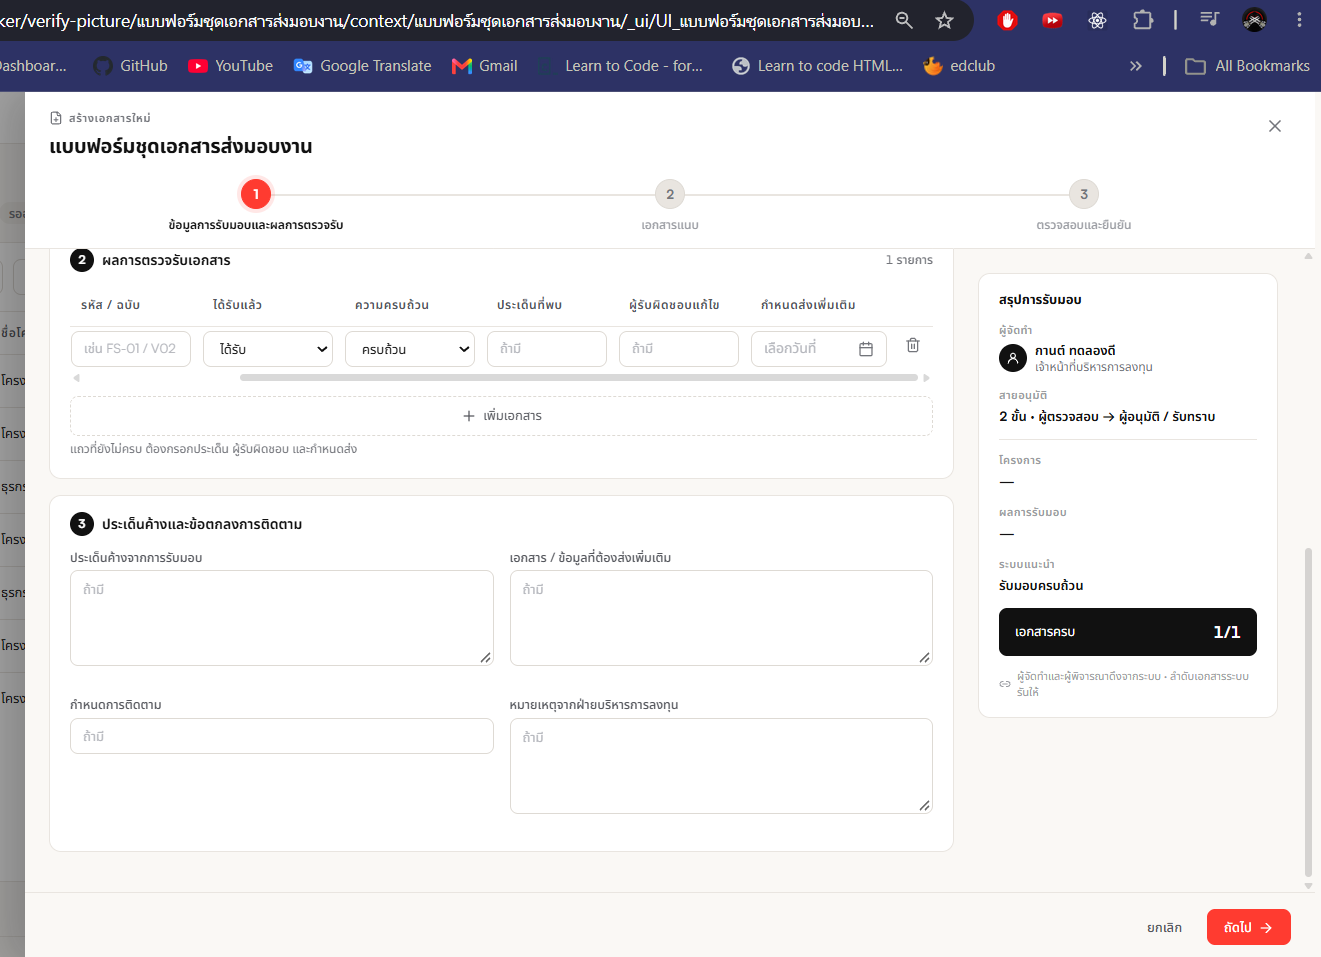 ker/verify-picture/แบบฟอร์มชุดเอกสารส่งมอบงาน/context/แบบฟอร์มชุดเอกสารส่งมอบงาน/_ui/UI_แบบฟอร์มชุดเอกสารส่งมอบ...
Dashboar... GitHub YouTube Google Translate Gmail Learn to Code - for... Learn to code HTML... edclub » All Bookmarks
สร้างเอกสารใหม่
แบบฟอร์มชุดเอกสารส่งมอบงาน
1 2 3
ข้อมูลการรับมอบและผลการตรวจรับ เอกสารแนบ ตรวจสอบและยืนยัน
2 ผลการตรวจรับเอกสาร 1 รายการ
รหัส / ฉบับ ได้รับแล้ว ความครบถ้วน ประเด็นที่พบ ผู้รับผิดชอบแก้ไข กำหนดส่งเพิ่มเติม
เช่น FS-01 / V02 ได้รับ ครบถ้วน ถ้ามี ถ้ามี เลือกวันที่
+ เพิ่มเอกสาร
แถวที่ยังไม่ครบ ต้องกรอกประเด็น ผู้รับผิดชอบ และกำหนดส่ง
3 ประเด็นค้างและข้อตกลงการติดตาม
ประเด็นค้างจากการรับมอบ เอกสาร / ข้อมูลที่ต้องส่งเพิ่มเติม
ถ้ามี ถ้ามี
กำหนดการติดตาม หมายเหตุจากฝ่ายบริหารการลงทุน
ถ้ามี ถ้ามี
สรุปการรับมอบ
ผู้จัดทำ
กานต์ ทดลองดี
เจ้าหน้าที่บริหารการลงทุน
สายอนุมัติ
2 ขั้น • ผู้ตรวจสอบ → ผู้อนุมัติ / รับทราบ
โครงการ
—
ผลการรับมอบ
—
ระบบแนะนำ
รับมอบครบถ้วน
เอกสารครบ 1/1
ผู้จัดทำและผู้พิจารณาดึงจากระบบ • ลำดับเอกสารระบบ
รันให้
ยกเลิก ถัดไป →